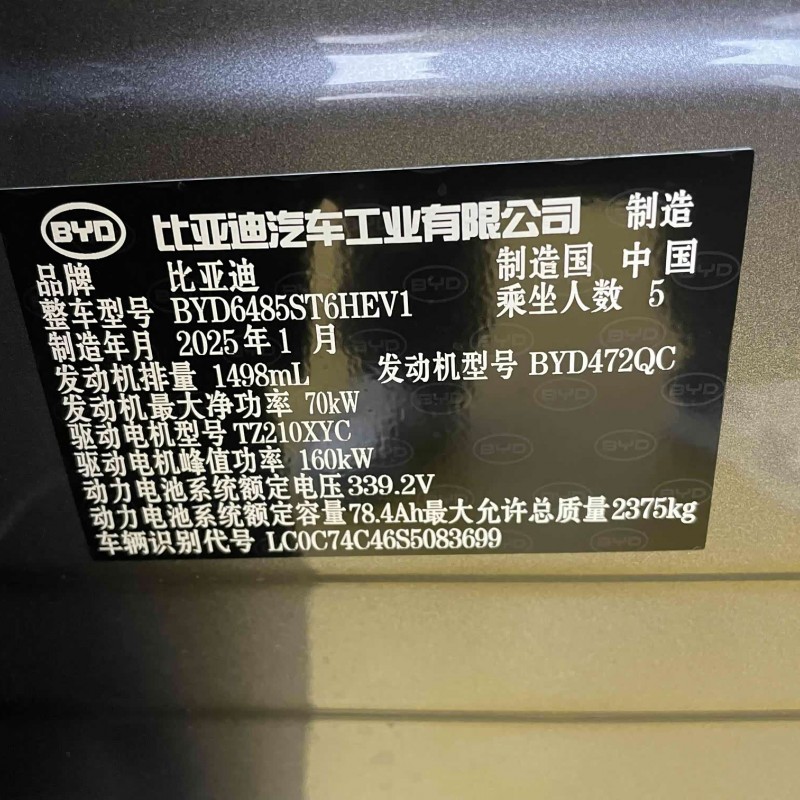 BYD 比亚迪汽车工业有限公司 制造
品牌 比亚迪 制造国 中国
整车型号 BYD6485ST6HEV1 乘坐人数 5
制造年月 2025年1月
发动机排量 1498mL 发动机型号 BYD472QC
发动机最大净功率 70kW
驱动电机型号 TZ210XYC
驱动电机峰值功率 160kW
动力电池系统额定电压 339.2V
动力电池系统额定容量 78.4Ah 最大允许总质量 2375kg
车辆识别代号 LC0C74C46S5083699